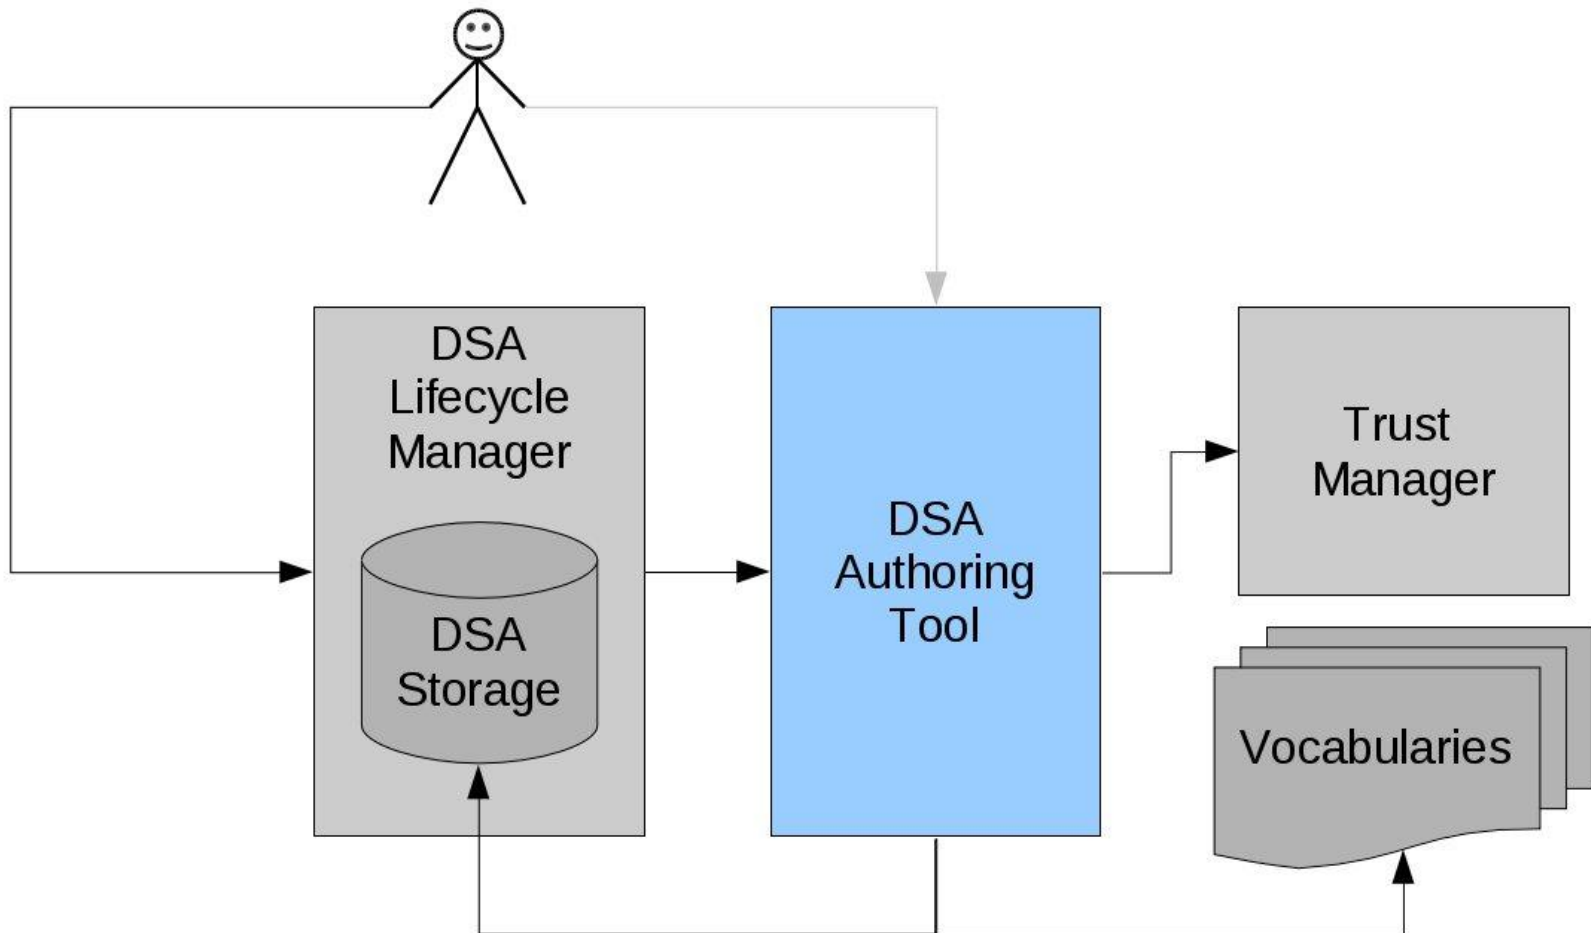 DSA
Lifecycle
Manager
DSA
Storage
DSA
Authoring
Tool
Trust
Manager
Vocabularies